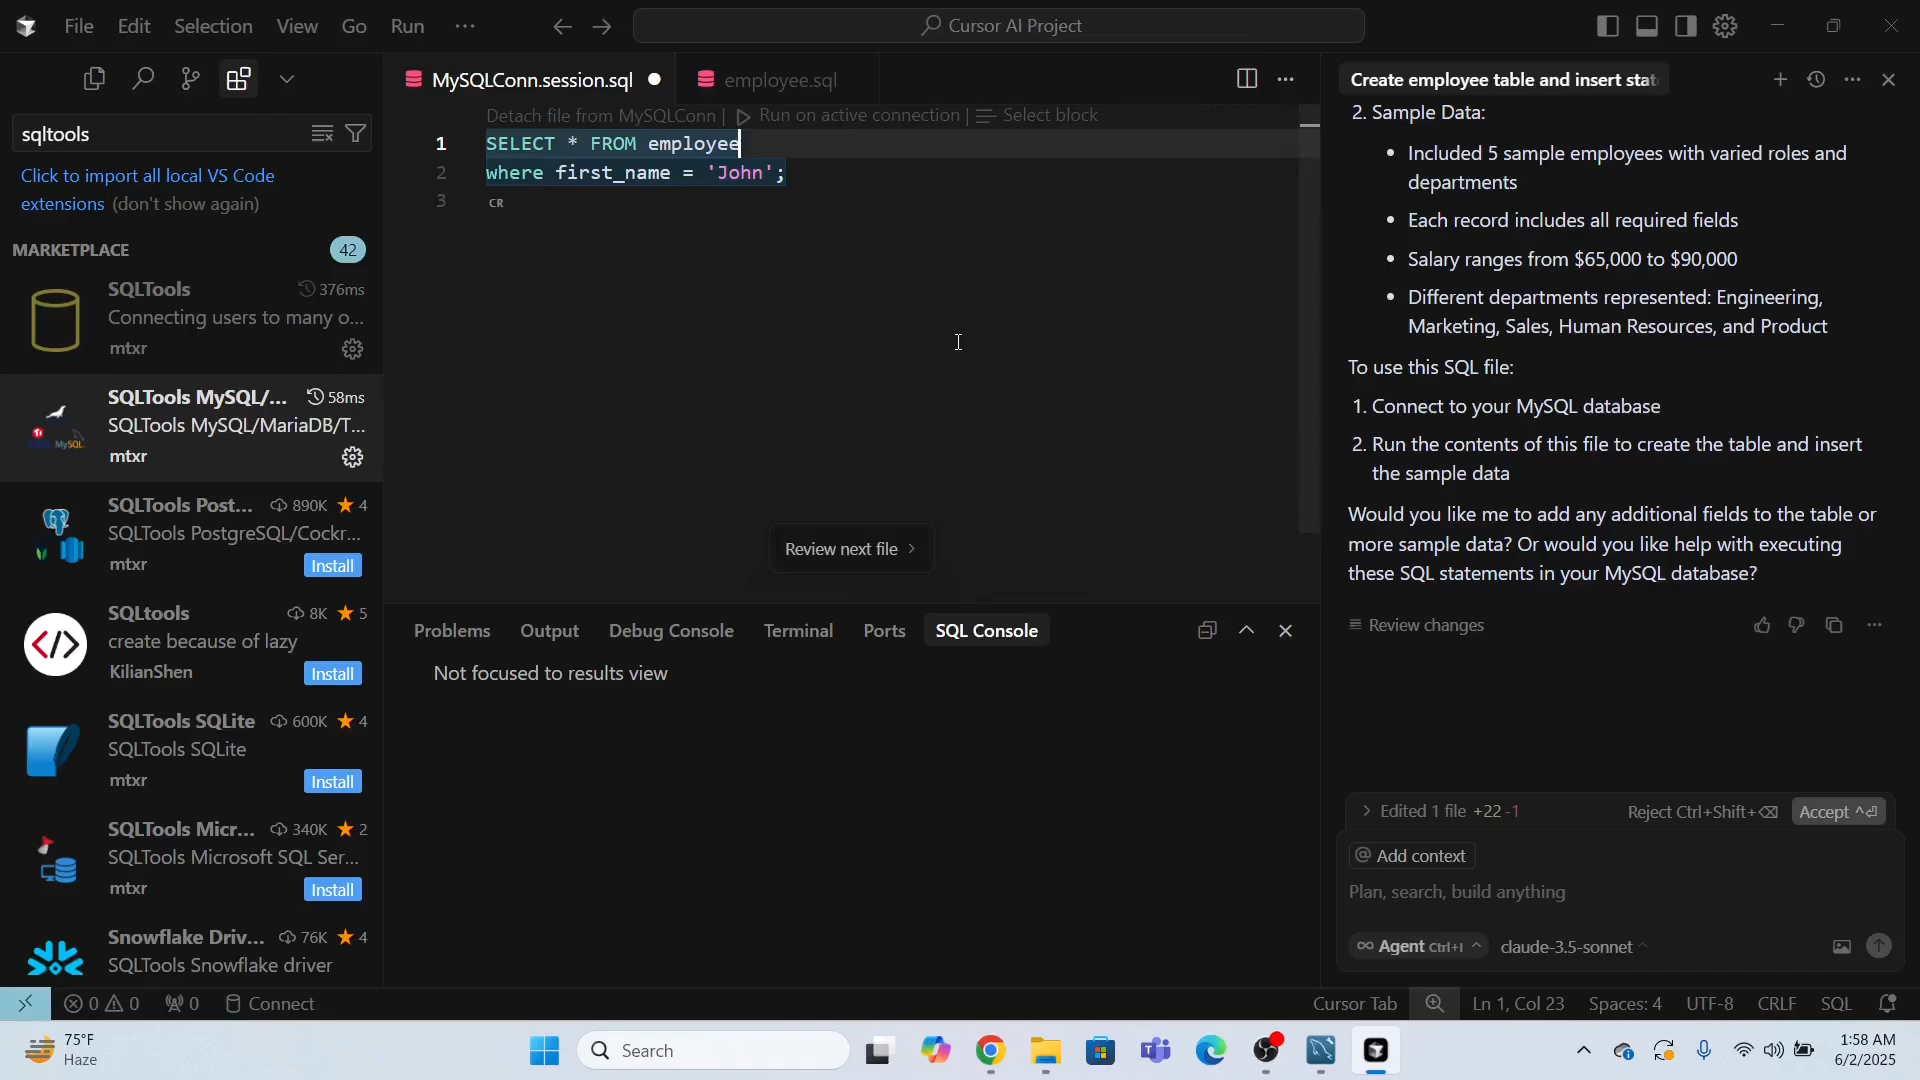 File Edit Selection View Go Run ··· Cursor AI Project
sqltools
Click to import all local VS Code
extensions (don't show again)
MARKETPLACE 42
SQLTools 376ms
Connecting users to many o...
mtxr
SQLTools MySQL/... 58ms
SQLTools MySQL/MariaDB/T...
mtxr
MySQL
SQLTools Post... 890K 4
SQLTools PostgreSQL/Cockr...
mtxr Install
SQLtools 8K 5
create because of lazy
KilianShen Install
SQLTools SQLite 600K 4
SQLTools SQLite
mtxr Install
SQLTools Micr... 340K 2
SQLTools Microsoft SQL Ser...
mtxr Install
Snowflake Driv... 76K 4
SQLTools Snowflake driver
MySQLConn.session.sql employee.sql
Detach file from MySQLConn | Run on active connection | Select block
1 SELECT * FROM employee
2 where first_name = 'John';
3 CR
Review next file
Problems Output Debug Console Terminal Ports SQL Console
Not focused to results view
Create employee table and insert stat
2. Sample Data:
• Included 5 sample employees with varied roles and
departments
• Each record includes all required fields
• Salary ranges from $65,000 to $90,000
• Different departments represented: Engineering,
Marketing, Sales, Human Resources, and Product
To use this SQL file:
1. Connect to your MySQL database
2. Run the contents of this file to create the table and insert
the sample data
Would you like me to add any additional fields to the table or
more sample data? Or would you like help with executing
these SQL statements in your MySQL database?
Review changes
Edited 1 file +22 -1 Reject Ctrl+Shift+⌫ Accept ^⏎
@ Add context
Plan, search, build anything
∞ Agent Ctrl+I claude-3.5-sonnet
0 0 0 Connect Cursor Tab Ln 1, Col 23 Spaces: 4 UTF-8 CRLF SQL
75°F
Haze
Search
1:58 AM
6/2/2025